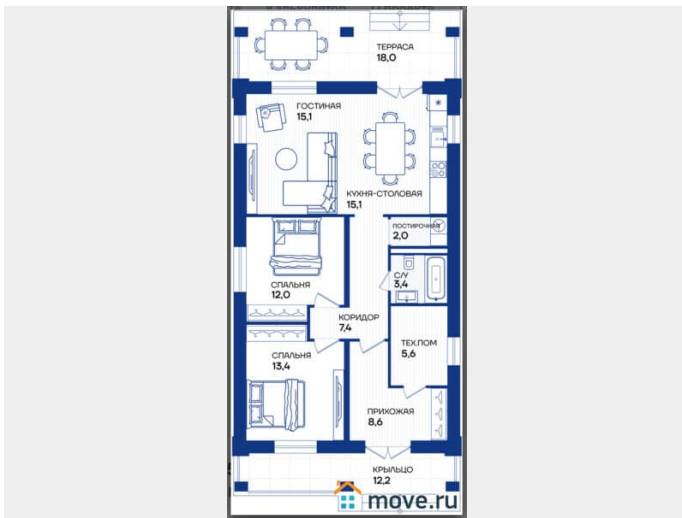 ТЕРРАСА
18,0
ГОСТИНАЯ
15,1
КУХНЯ-СТОЛОВАЯ
15,1
ПОСТИРОЧНАЯ
2,0
С/У
3,4
СПАЛЬНЯ
12,0
КОРИДОР
7,4
ТЕХ.ПОМ
5,6
СПАЛЬНЯ
13,4
ПРИХОЖАЯ
8,6
КРЫЛЬЦО
12,2
move.ru